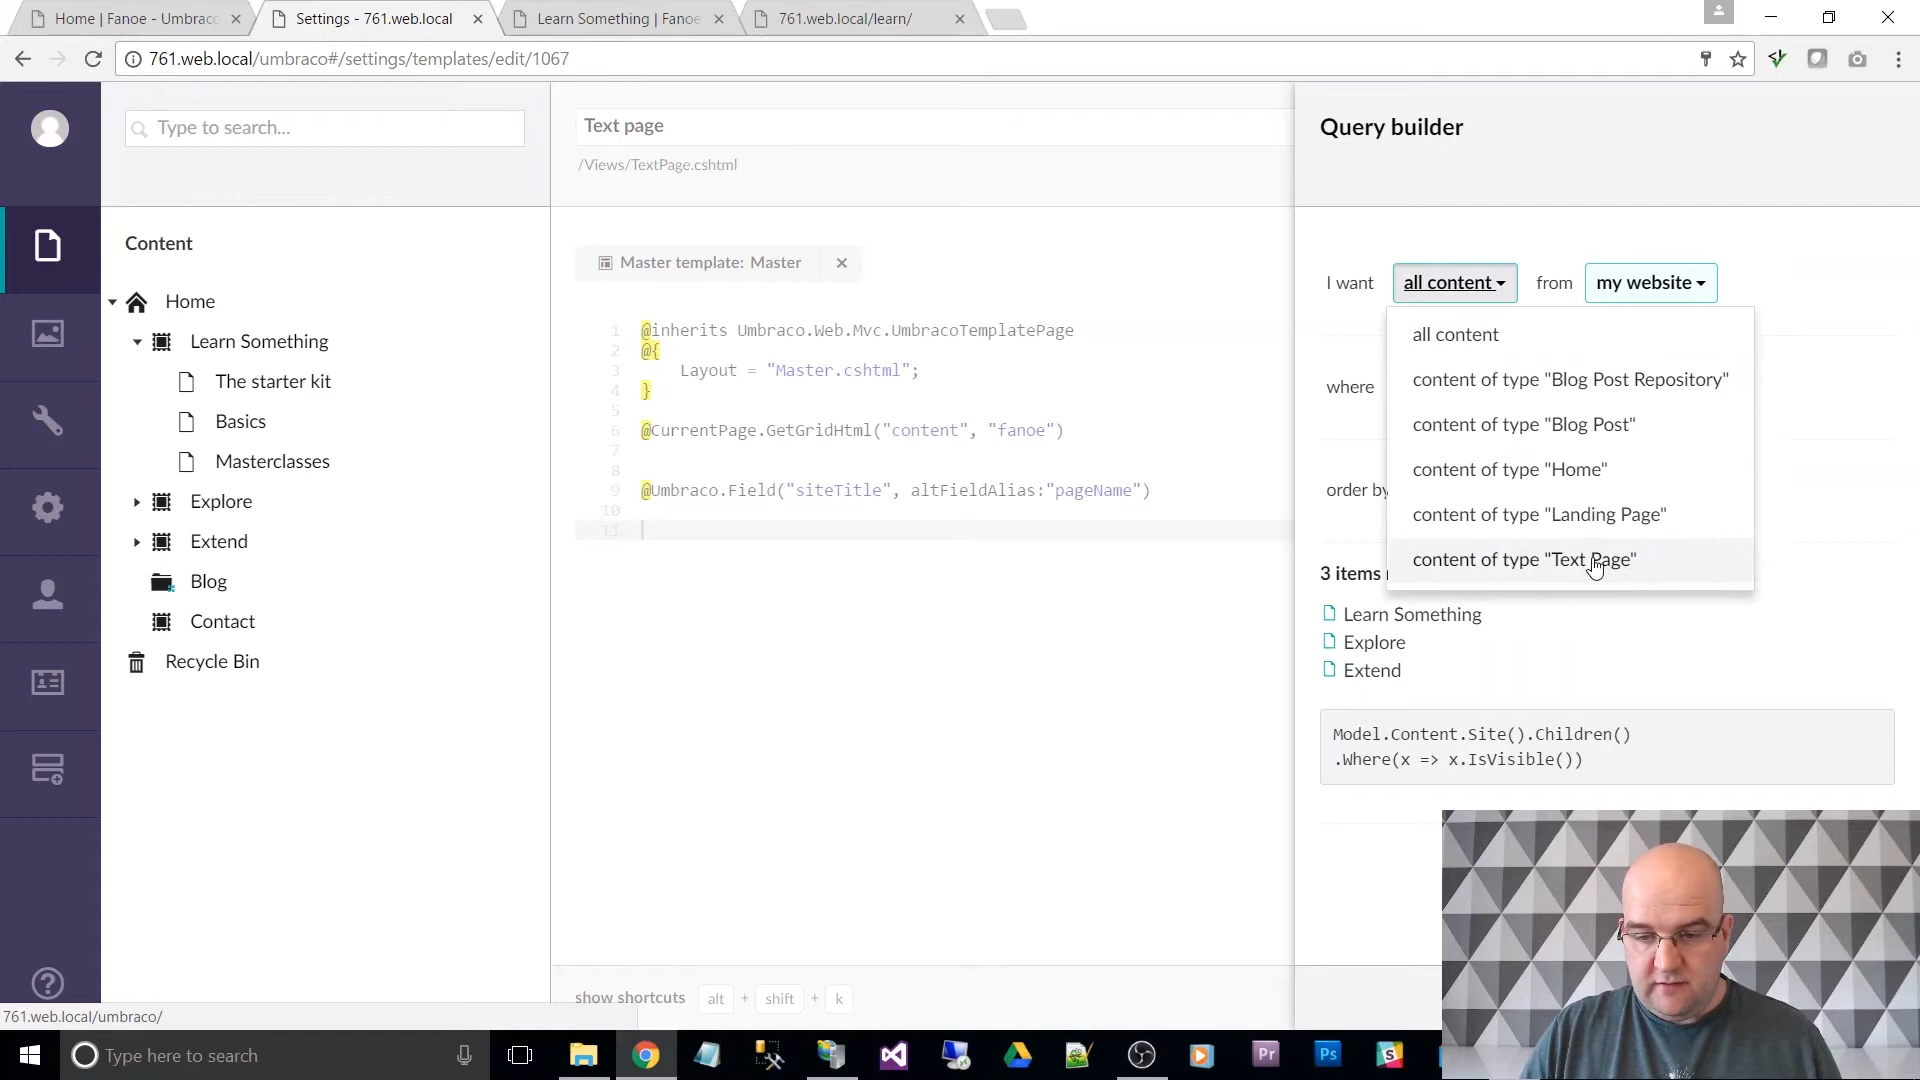 Home | Fanoe - Umbraco
Settings - 761.web.local
Learn Something | Fanoe
761.web.local/learn/
761.web.local/umbraco#/settings/templates/edit/1067
Type to search...
Text page
/Views/TextPage.cshtml
Query builder
Content
Home
Learn Something
The starter kit
Basics
Masterclasses
Explore
Extend
Blog
Contact
Recycle Bin
Master template: Master
1 @inherits Umbraco.Web.Mvc.UmbracoTemplatePage
2 @{
3 Layout = "Master.cshtml";
4 }
5
6 @CurrentPage.GetGridHtml("content", "fanoe")
7
8
9 @Umbraco.Field("siteTitle", altFieldAlias:"pageName")
10
11
I want all content from my website
all content
content of type "Blog Post Repository"
where
content of type "Blog Post"
content of type "Home"
order by
content of type "Landing Page"
content of type "Text Page"
3 items
Learn Something
Explore
Extend
Model.Content.Site().Children()
.Where(x => x.IsVisible())
show shortcuts alt + shift + k
761.web.local/umbraco/
Type here to search
Pr
Ps
S